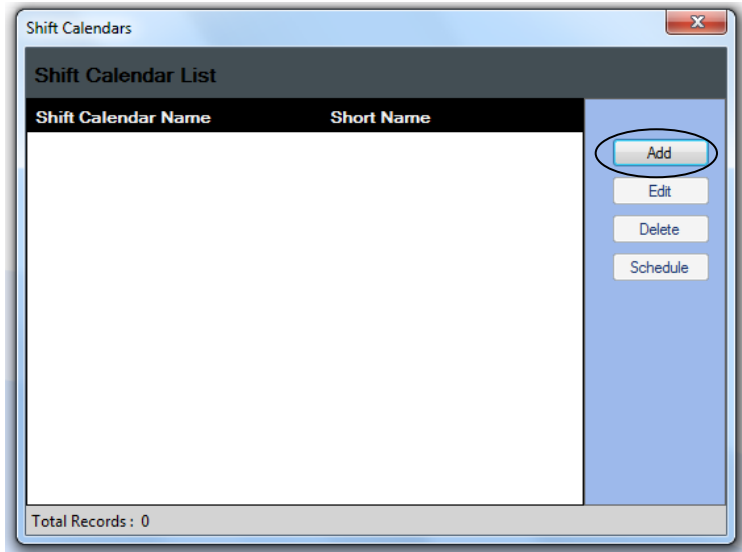 Shift Calendars
Shift Calendar List
Shift Calendar Name Short Name
Add
Edit
Delete
Schedule
Total Records : 0